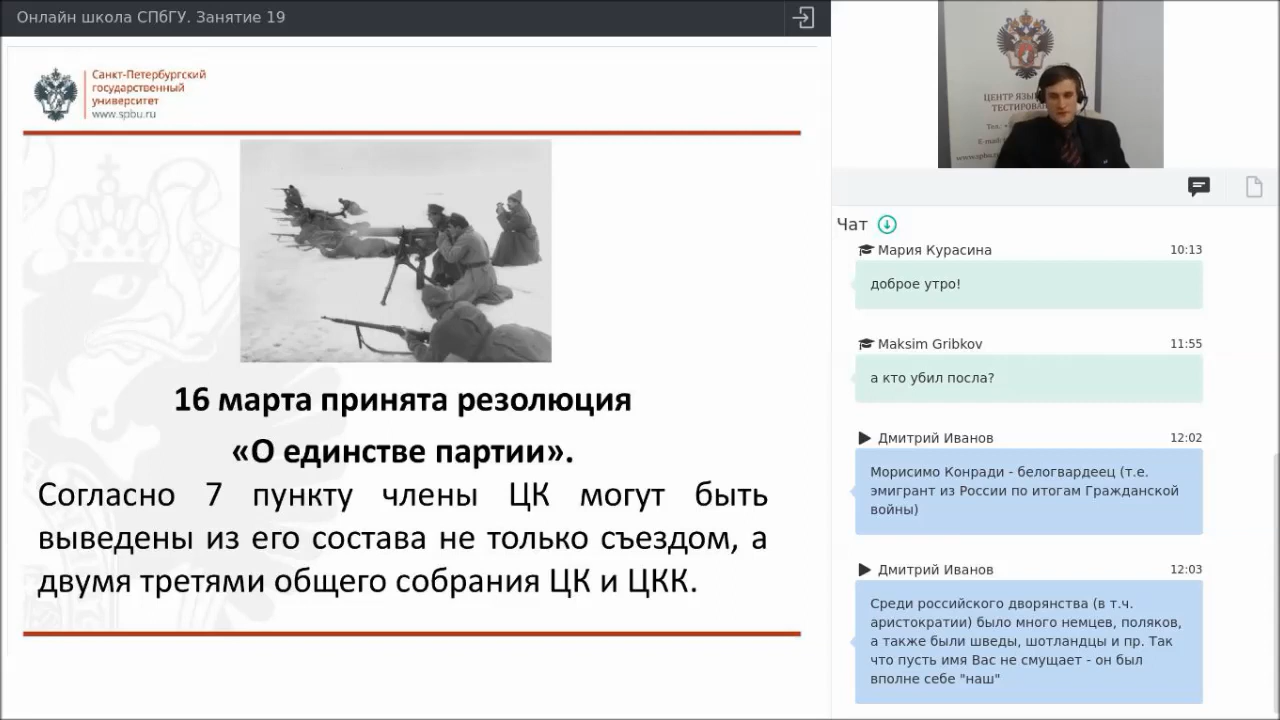 Онлайн школа СПбГУ. Занятие 19
Санкт-Петербургский
государственный
университет
www.spbu.ru
16 марта принята резолюция
«О единстве партии».
Согласно 7 пункту члены ЦК могут быть
выведены из его состава не только съездом, а
двумя третями общего собрания ЦК и ЦКК.
ЦЕНТР
Чат
Мария Курасина 10:13
доброе утро!
Maksim Gribkov 11:55
а кто убил посла?
Дмитрий Иванов 12:02
Морисимо Конради - белогвардеец (т.е.
эмигрант из России по итогам Гражданской
войны)
Дмитрий Иванов 12:03
Среди российского дворянства (в т.ч.
аристократии) было много немцев, поляков,
а также были шведы, шотландцы и пр. Так
что пусть имя Вас не смущает - он был
вполне себе "наш"